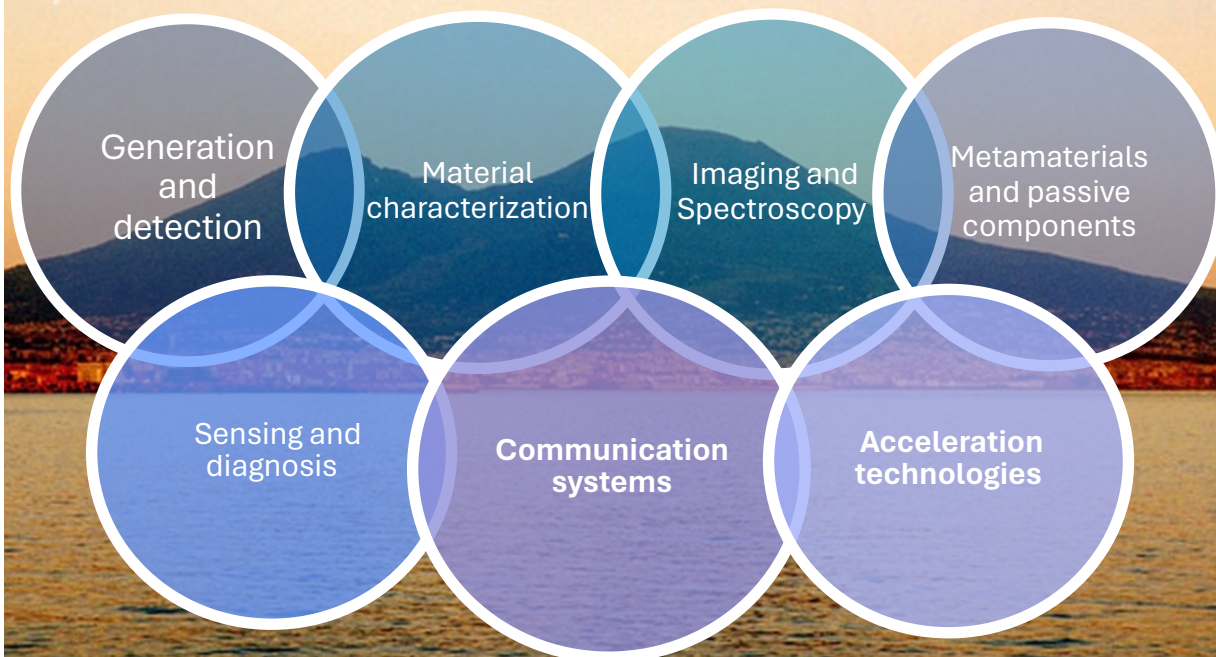 Generation
and
detection
Material
characterization
Imaging and
Spectroscopy
Metamaterials
and passive
components
Sensing and
diagnosis
Communication
systems
Acceleration
technologies